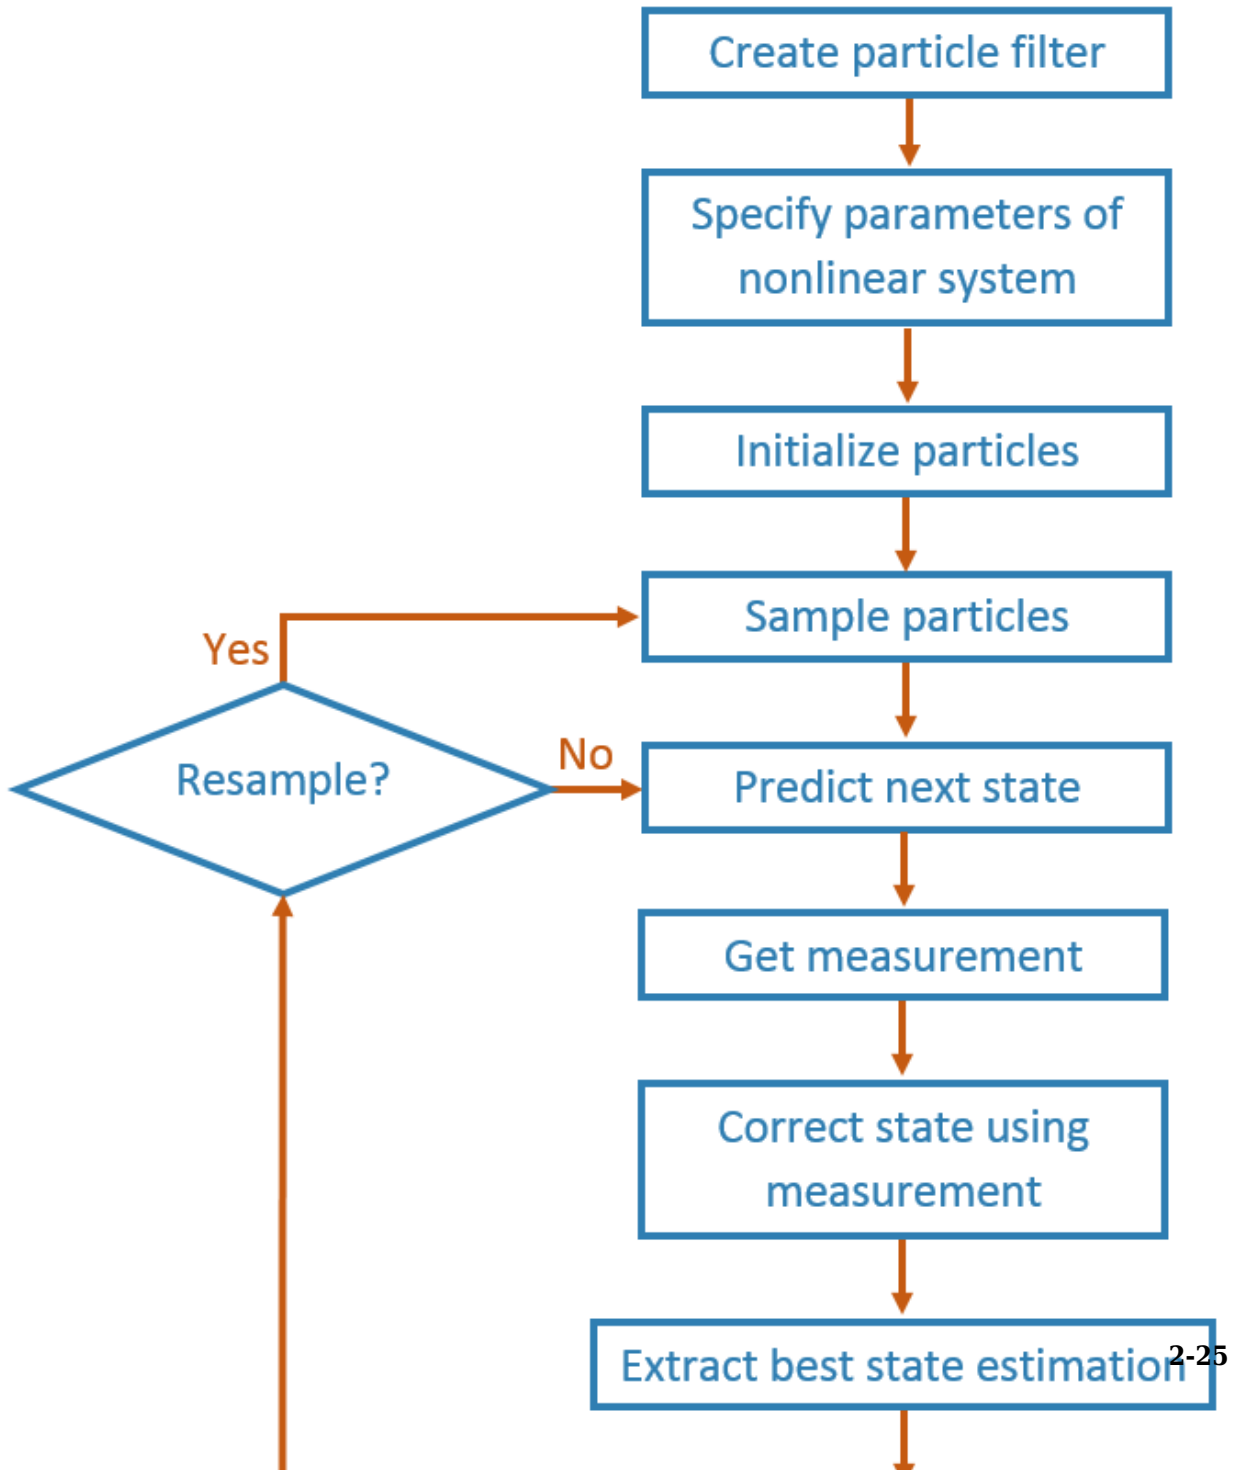 Create particle filter
Specify parameters of
nonlinear system
Initialize particles
Sample particles
Yes
Resample?
No
Predict next state
Get measurement
Correct state using
measurement
Extract best state estimation
2-25